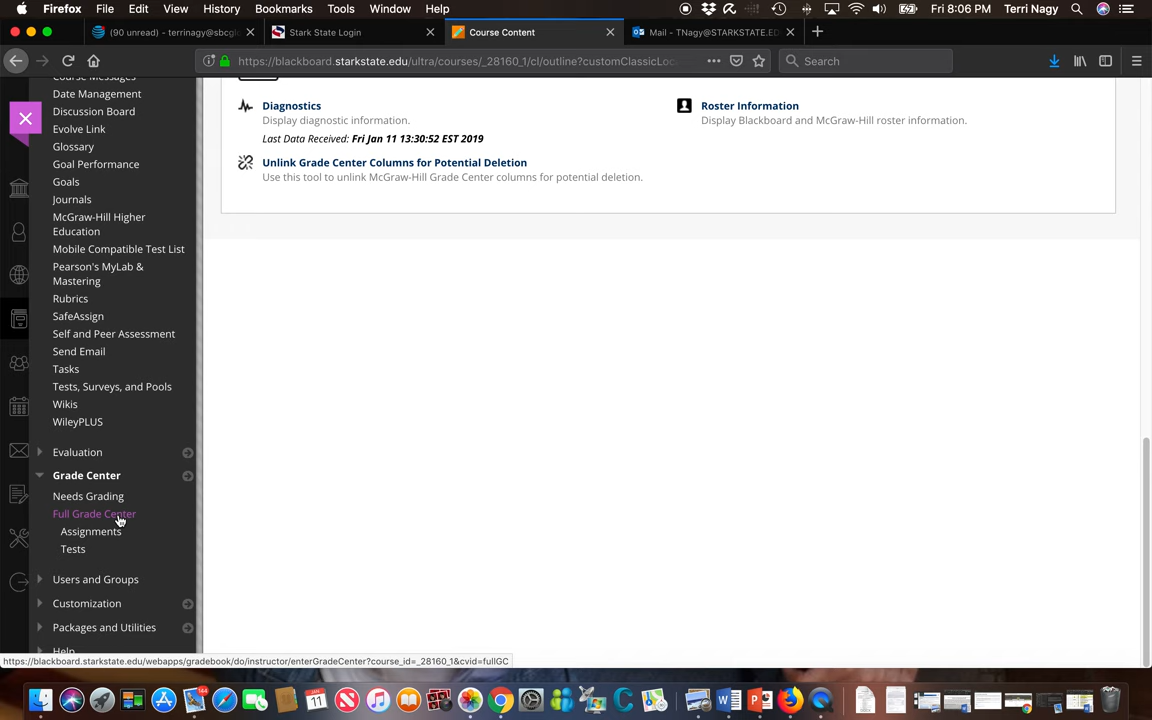 Firefox File Edit View History Bookmarks Tools Window Help Fri 8:06 PM Terri Nagy
(90 unread) - terrinagy@sbcgl
Stark State Login
Course Content
Mail - TNagy@STARKSTATE.ED
https://blackboard.starkstate.edu/ultra/courses/_28160_1/cl/outline?customClassicLoc
Search
Course Messages
Date Management
Discussion Board
Evolve Link
Glossary
Goal Performance
Goals
Journals
McGraw-Hill Higher
Education
Mobile Compatible Test List
Pearson's MyLab &
Mastering
Rubrics
SafeAssign
Self and Peer Assessment
Send Email
Tasks
Tests, Surveys, and Pools
Wikis
WileyPLUS
Evaluation
Grade Center
Needs Grading
Full Grade Center
Assignments
Tests
Users and Groups
Customization
Packages and Utilities
Help
Diagnostics
Display diagnostic information.
Last Data Received: Fri Jan 11 13:30:52 EST 2019
Unlink Grade Center Columns for Potential Deletion
Use this tool to unlink McGraw-Hill Grade Center columns for potential deletion.
Roster Information
Display Blackboard and McGraw-Hill roster information.
https://blackboard.starkstate.edu/webapps/gradebook/do/instructor/enterGradeCenter?course_id=_28160_1&cvid=fullGC